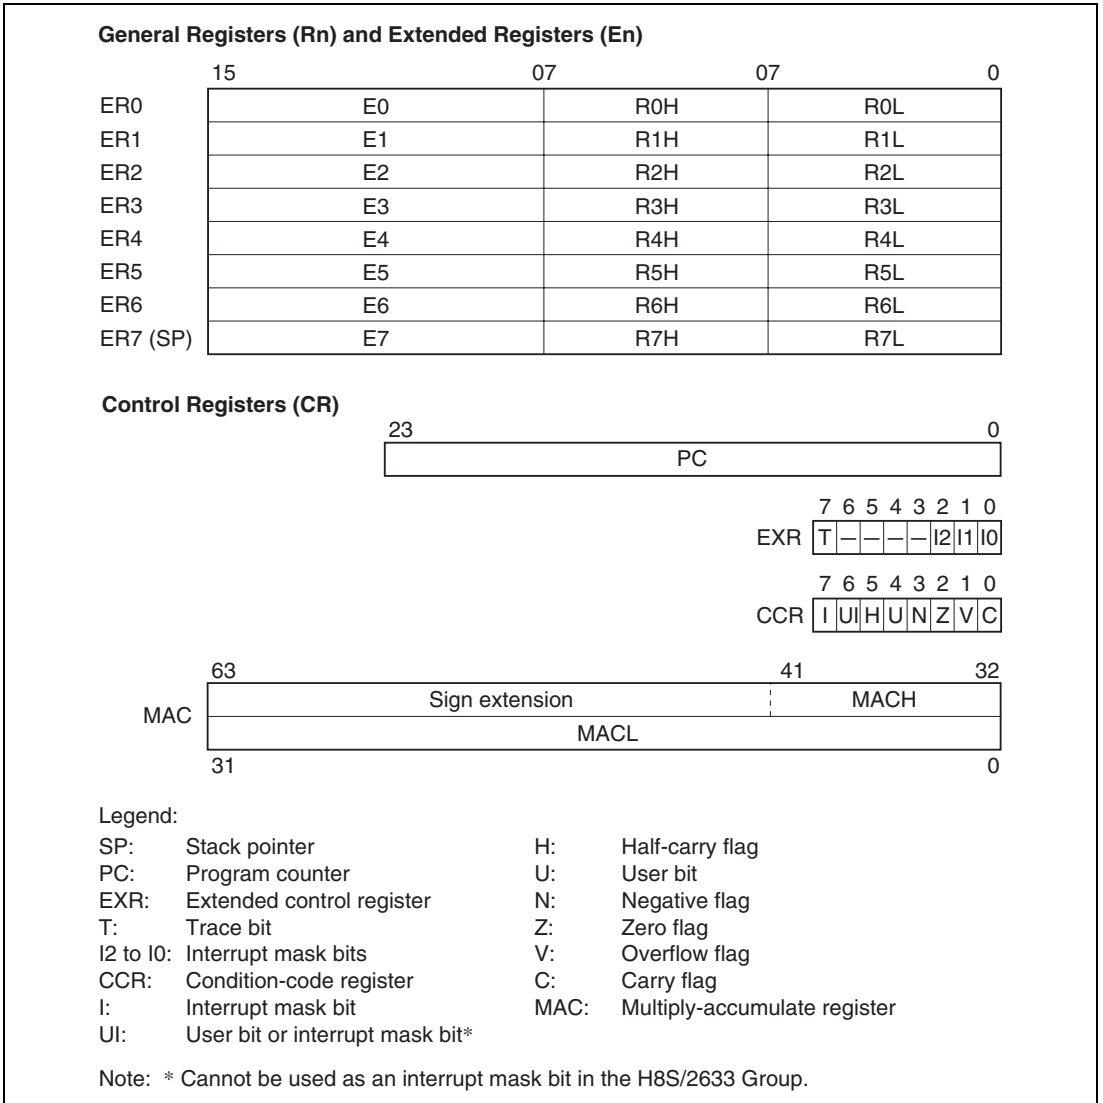 General Registers (Rn) and Extended Registers (En)
15 07 07 0
ER0 E0 R0H R0L
ER1 E1 R1H R1L
ER2 E2 R2H R2L
ER3 E3 R3H R3L
ER4 E4 R4H R4L
ER5 E5 R5H R5L
ER6 E6 R6H R6L
ER7 (SP) E7 R7H R7L
Control Registers (CR)
23 0
PC
7 6 5 4 3 2 1 0
EXR T — — — — I2 I1 I0
7 6 5 4 3 2 1 0
CCR I UI H U N Z V C
63 41 32
MAC Sign extension MACH
MACL
31 0
Legend:
SP: Stack pointer H: Half-carry flag
PC: Program counter U: User bit
EXR: Extended control register N: Negative flag
T: Trace bit Z: Zero flag
I2 to I0: Interrupt mask bits V: Overflow flag
CCR: Condition-code register C: Carry flag
I: Interrupt mask bit MAC: Multiply-accumulate register
UI: User bit or interrupt mask bit*
Note: * Cannot be used as an interrupt mask bit in the H8S/2633 Group.